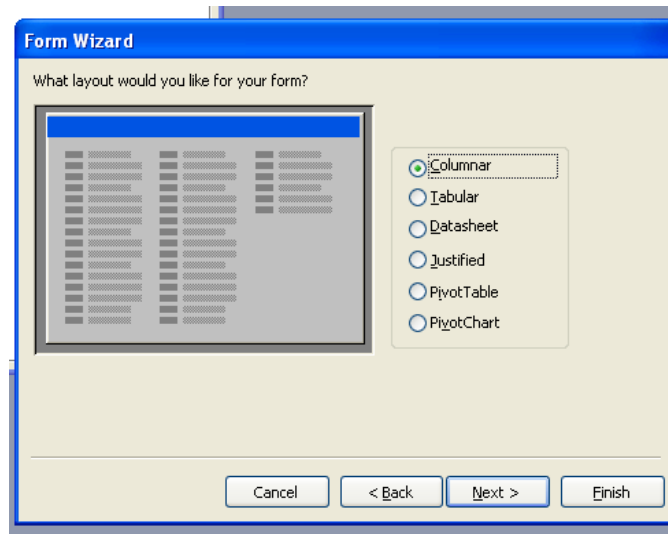 Form Wizard
What layout would you like for your form?
Columnar
Tabular
Datasheet
Justified
PivotTable
PivotChart
Cancel
< Back
Next >
Finish